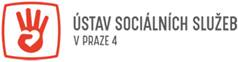 ÚSTAV SOCIÁLNÍCH SLUŽEB
V PRAZE 4